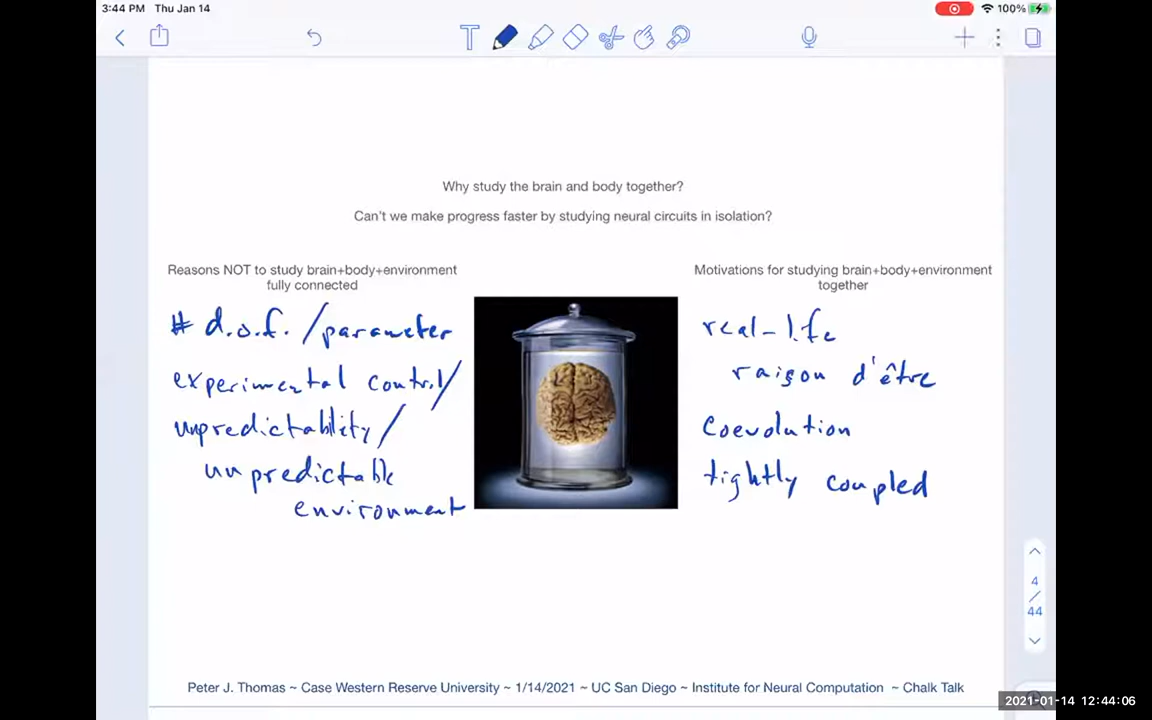 3:44 PM Thu Jan 14
100%
T
Why study the brain and body together?
Can't we make progress faster by studying neural circuits in isolation?
Reasons NOT to study brain+body+environment
fully connected
# d.o.f. / parameter
experimental control/
unpredictability/
unpredictable
environment
Motivations for studying brain+body+environment
together
real-life
raison d'être
Coevolution
tightly coupled
4
/
44
Peter J. Thomas ~ Case Western Reserve University ~ 1/14/2021 ~ UC San Diego ~ Institute for Neural Computation ~ Chalk Talk
2021-01-14 12:44:06